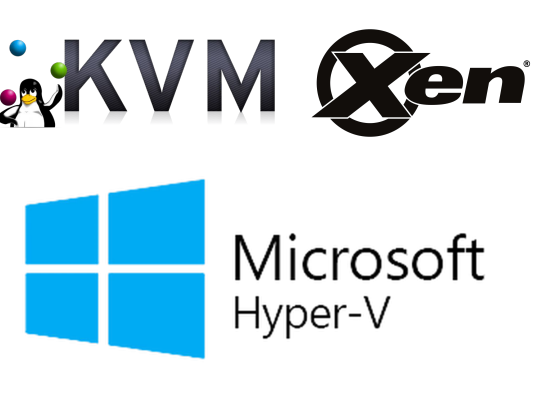 KVM
Xen®
Microsoft
Hyper-V